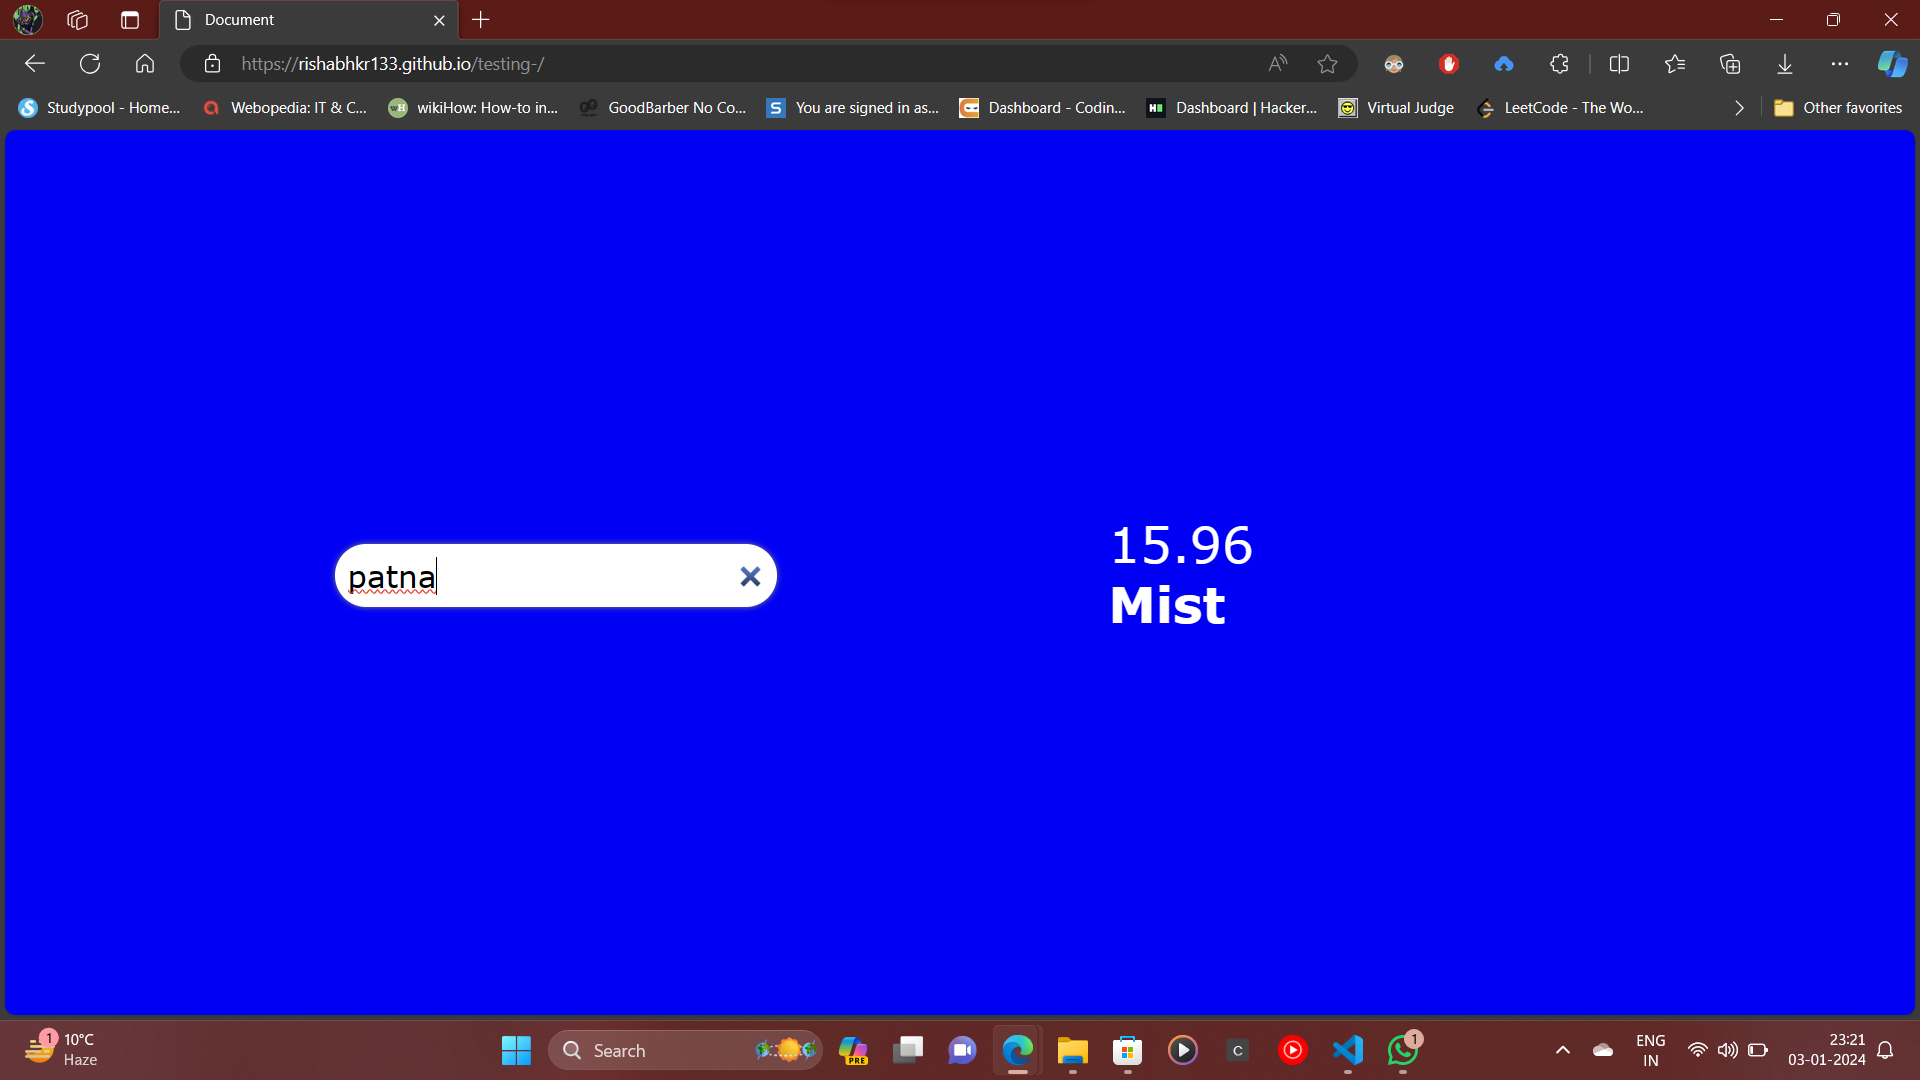 Document
https://rishabhkr133.github.io/testing-/
Studypool - Home... Webopedia: IT & C... wikiHow: How-to in... GoodBarber No Co... You are signed in as... Dashboard - Codin... Dashboard | Hacker... Virtual Judge LeetCode - The Wo... Other favorites
patna
15.96
Mist
1
10°C
Haze
Search
PRE
C
1
ENG
IN
23:21
03-01-2024